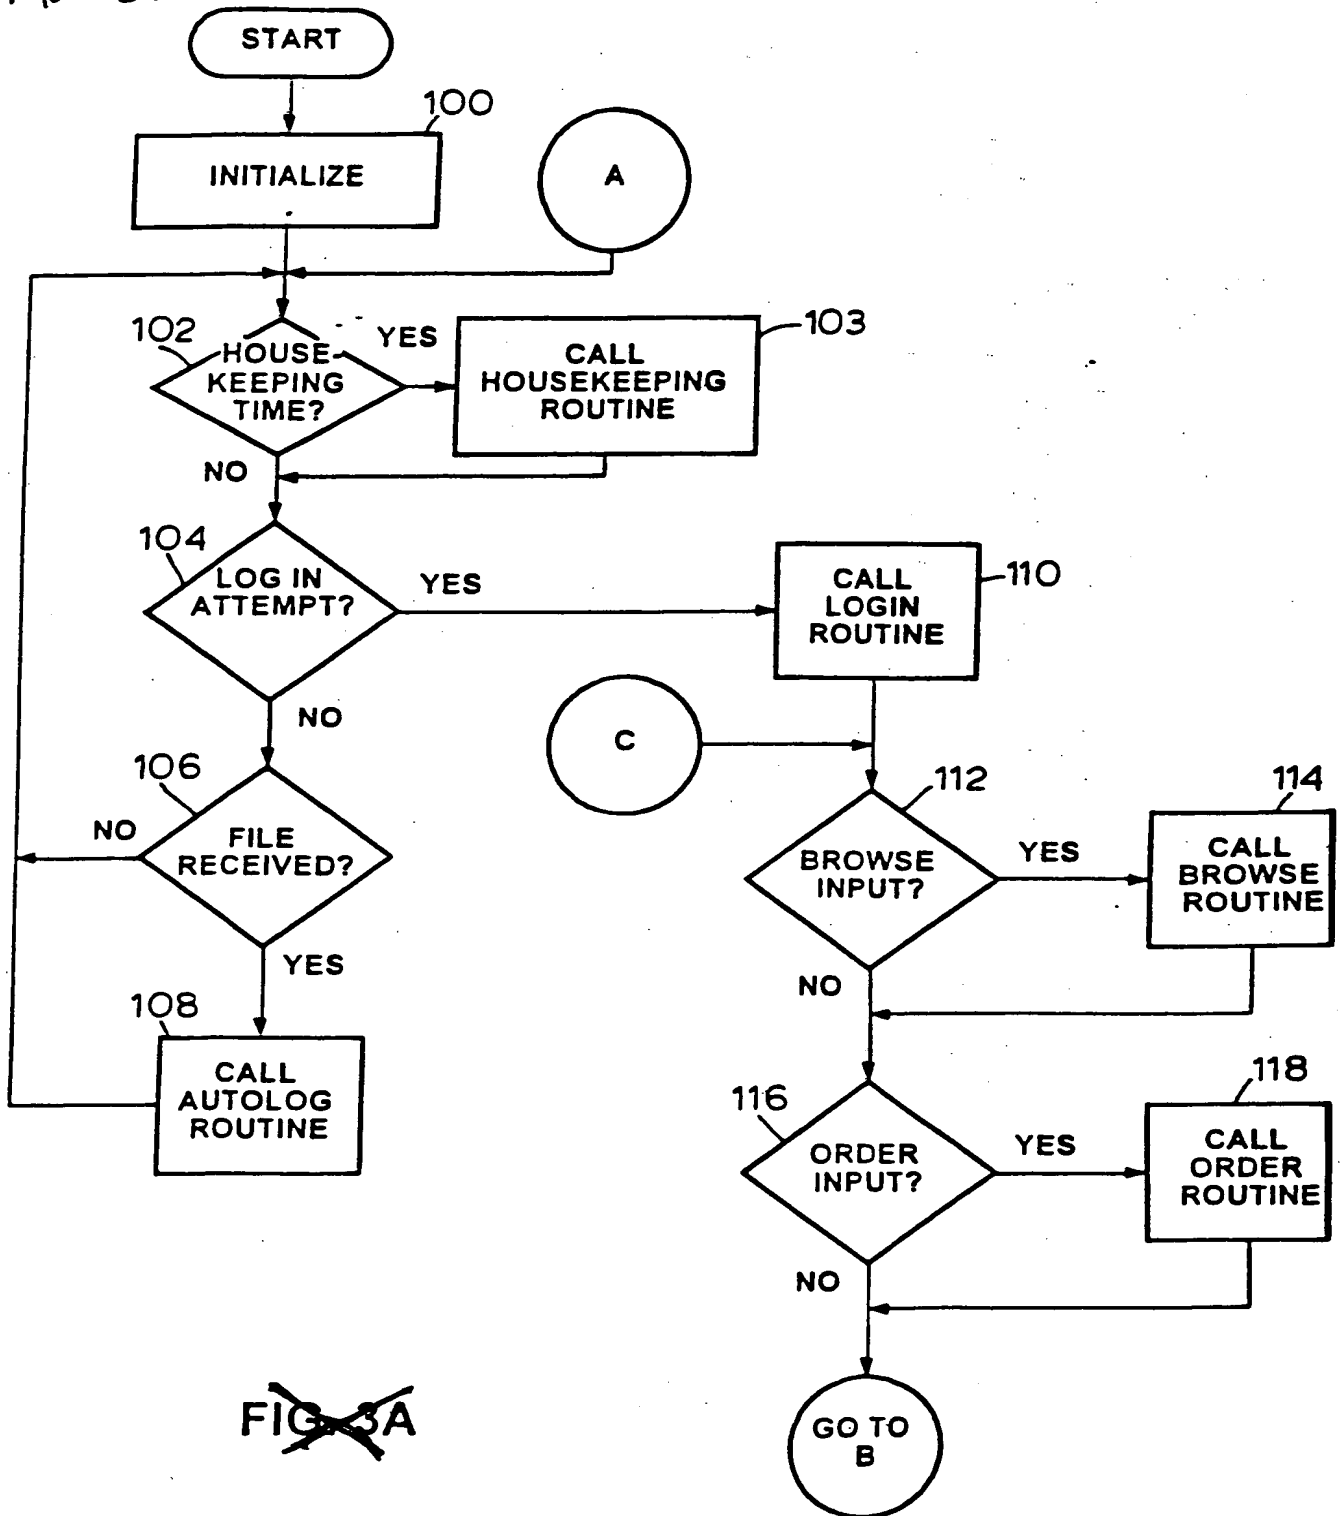 START
100
INITIALIZE
A
102
HOUSE
KEEPING
TIME?
YES
CALL
HOUSEKEEPING
ROUTINE
103
NO
104
LOG IN
ATTEMPT?
YES
CALL
LOGIN
ROUTINE
110
NO
C
106
FILE
RECEIVED?
NO
YES
112
BROWSE
INPUT?
YES
114
CALL
BROWSE
ROUTINE
NO
108
CALL
AUTOLOG
ROUTINE
116
ORDER
INPUT?
YES
118
CALL
ORDER
ROUTINE
NO
GO TO
B
FIG. 3A